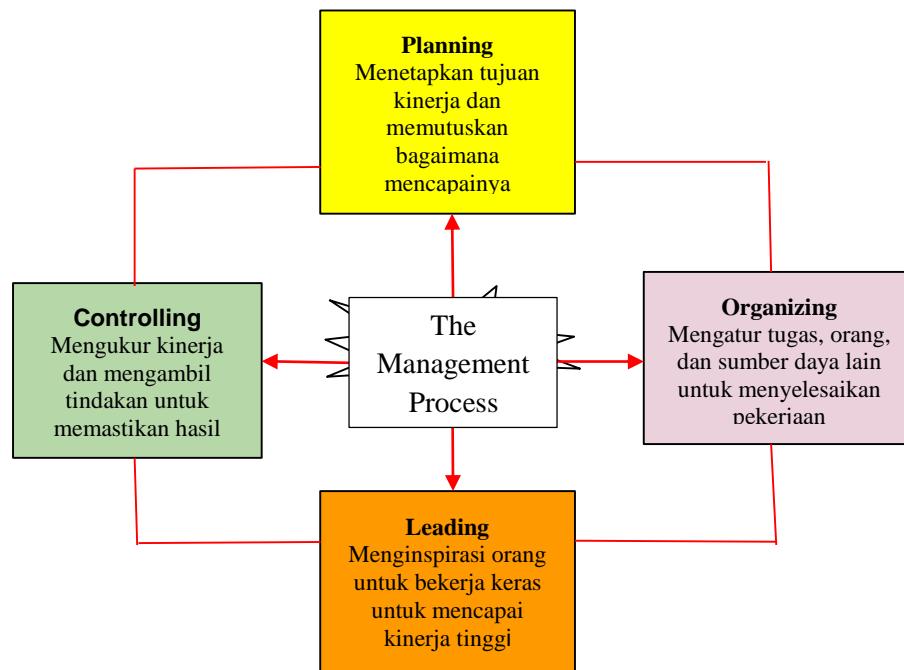 Planning
Menetapkan tujuan
kinerja dan
memutuskan
bagaimana
mencapainya
Controlling
Mengukur kinerja
dan mengambil
tindakan untuk
memastikan hasil
The
Management
Process
Organizing
Mengatur tugas, orang,
dan sumber daya lain
untuk menyelesaikan
pekerjaan
Leading
Menginspirasi orang
untuk bekerja keras
untuk mencapai
kinerja tinggi